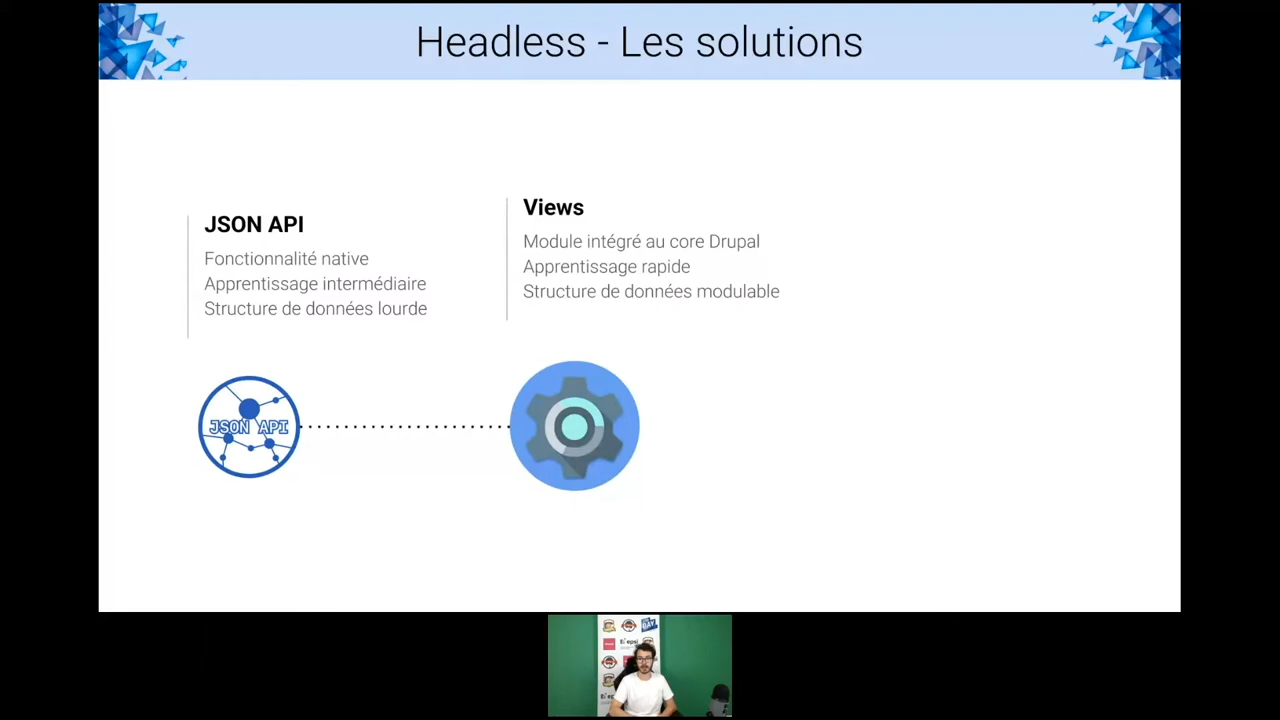 Headless - Les solutions
JSON API
Fonctionnalité native
Apprentissage intermédiaire
Structure de données lourde
Views
Module intégré au core Drupal
Apprentissage rapide
Structure de données modulable
JSON API
epsi